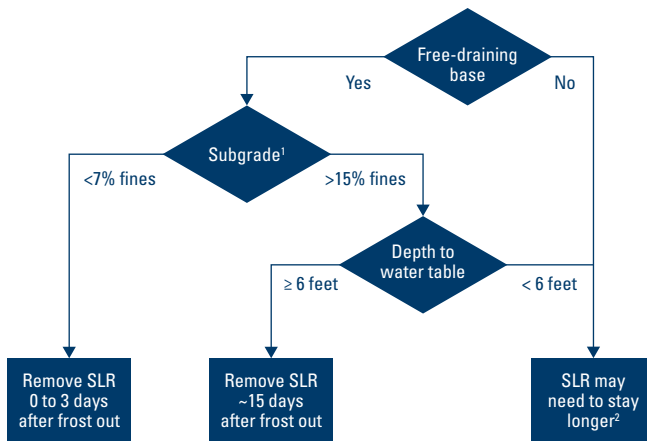 Free-draining
base
Yes
No
Subgrade¹
<7% fines
>15% fines
Depth to
water table
≥ 6 feet
< 6 feet
Remove SLR
0 to 3 days
after frost out
Remove SLR
~15 days
after frost out
SLR may
need to stay
longer²